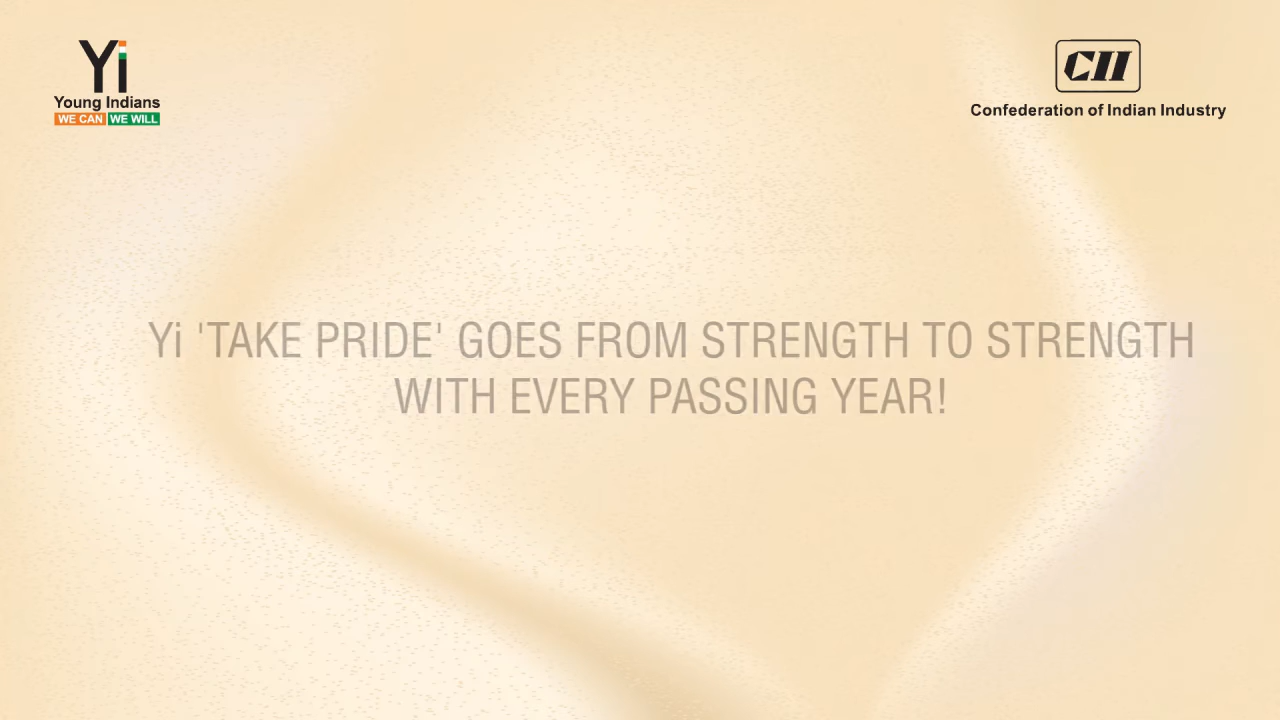 Yi
Young Indians
WE CAN WE WILL
CII
Confederation of Indian Industry
Yi 'TAKE PRIDE' GOES FROM STRENGTH TO STRENGTH
WITH EVERY PASSING YEAR!